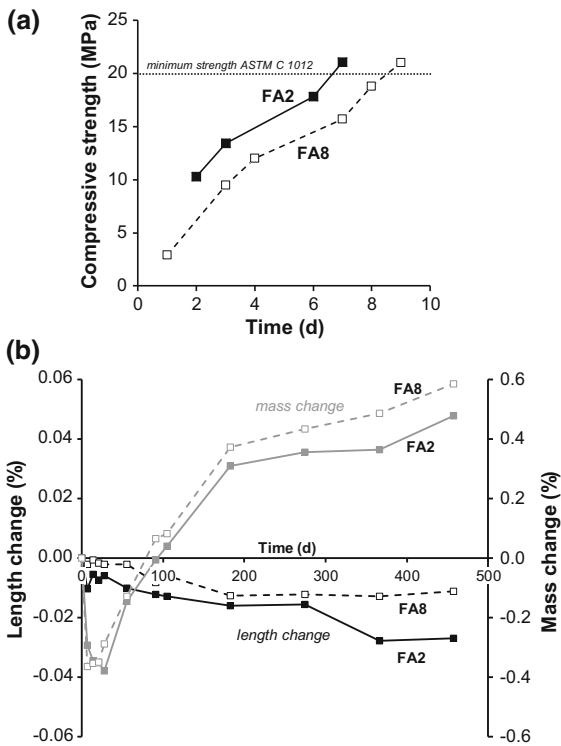 (a)
Compressive strength (MPa)
25
20
15
10
5
0
minimum strength ASTM C 1012
FA2
FA8
0 2 4 6 8 10
Time (d)
(b)
Length change (%)
0.06
0.04
0.02
0.00
-0.02
-0.04
-0.06
mass change
FA8
FA2
Time (d)
0 100 200 300 400 500
FA8
length change
FA2
0.6
0.4
0.2
0.0
-0.2
-0.4
-0.6
Mass change (%)